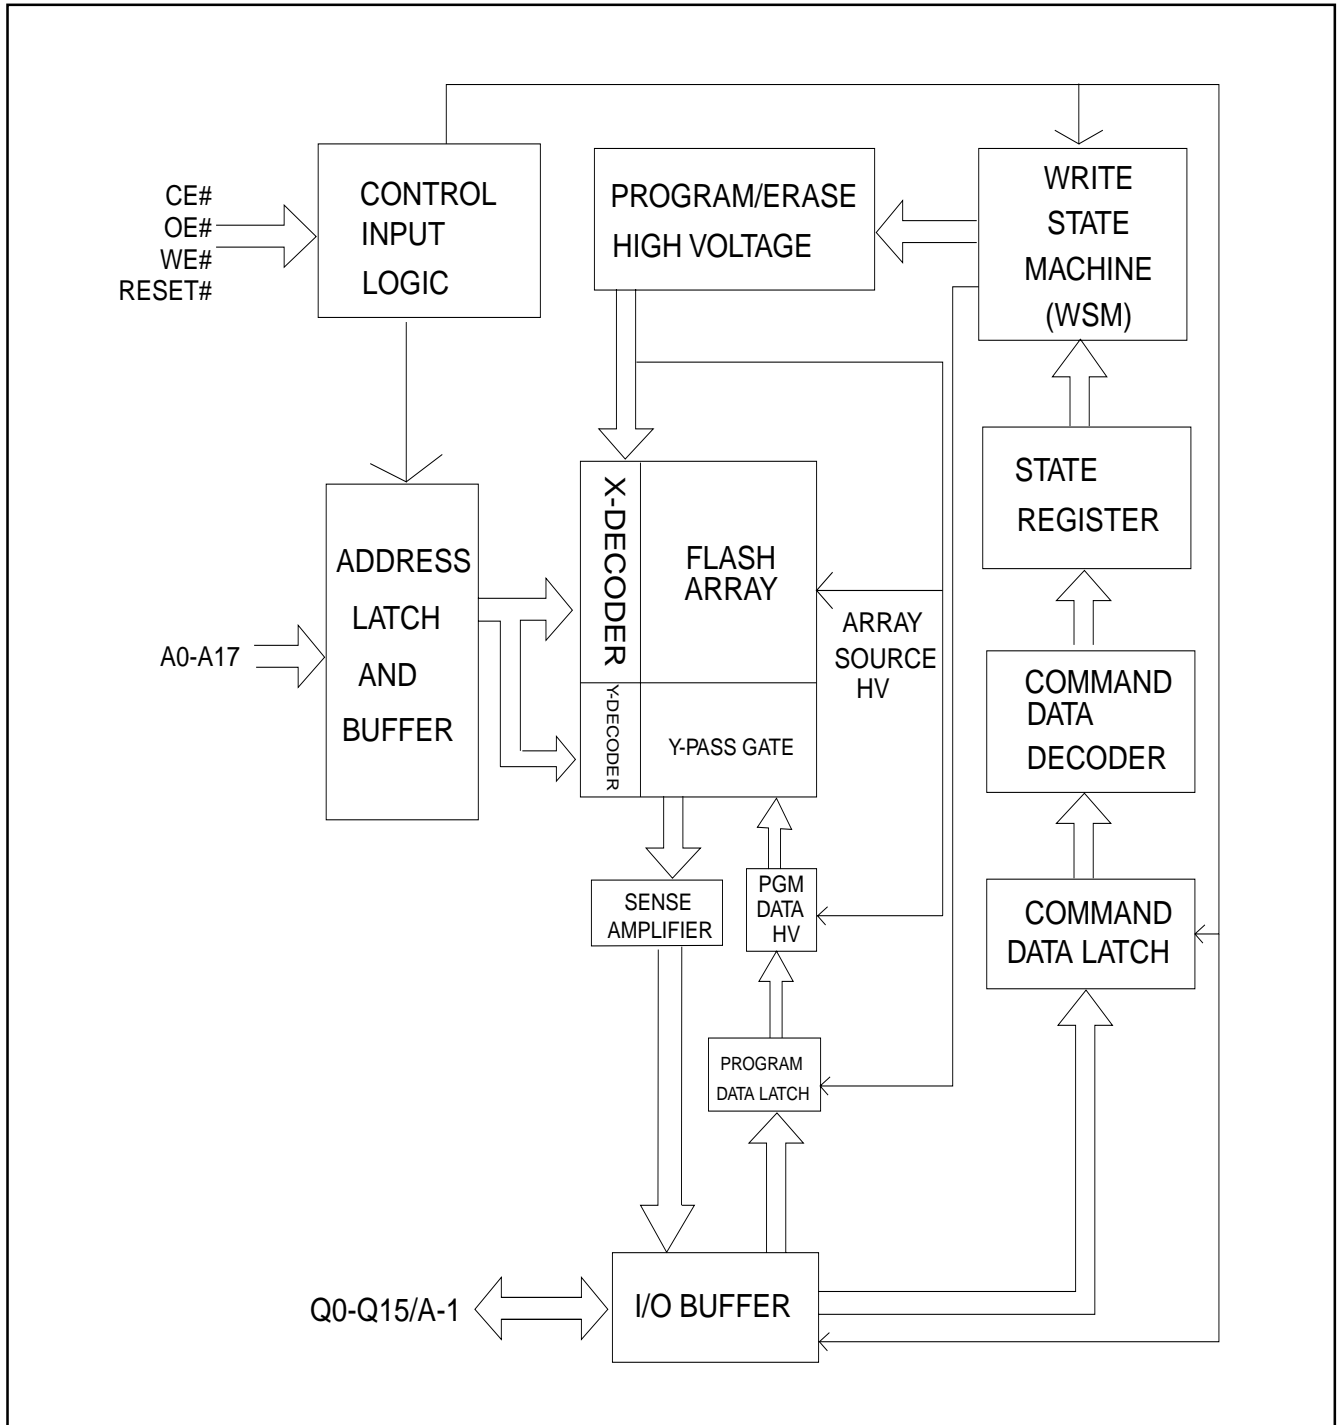 CE#
OE#
WE#
RESET#
CONTROL
INPUT
LOGIC
PROGRAM/ERASE
HIGH VOLTAGE
WRITE
STATE
MACHINE
(WSM)
STATE
REGISTER
ADDRESS
LATCH
AND
BUFFER
A0-A17
X-DECODER
FLASH
ARRAY
ARRAY
SOURCE
HV
Y-DECODER
Y-PASS GATE
COMMAND
DATA
DECODER
SENSE
AMPLIFIER
PGM
DATA
HV
COMMAND
DATA LATCH
PROGRAM
DATA LATCH
Q0-Q15/A-1
I/O BUFFER